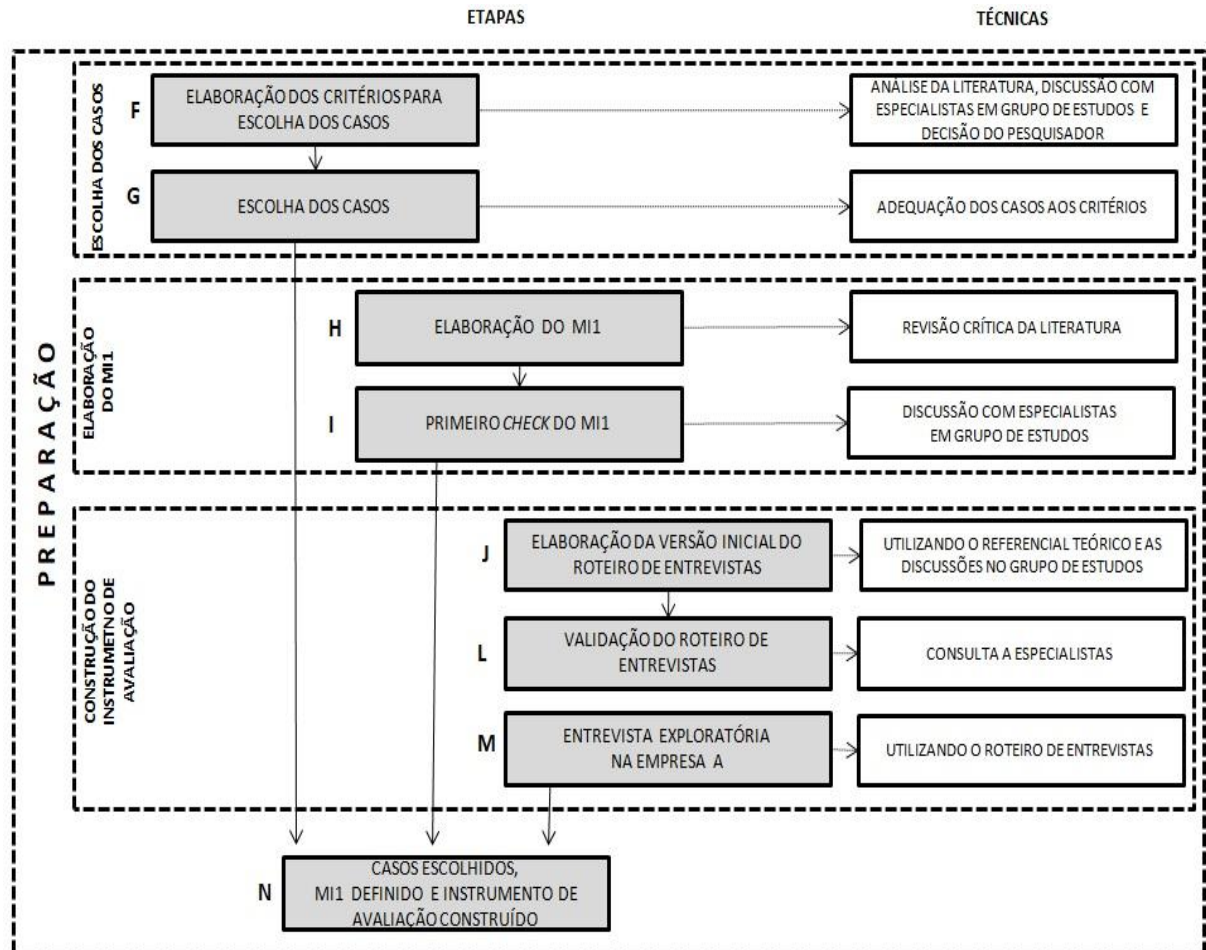 ETAPAS
TÉCNICAS
PREPARAÇÃO
ESCOLHA DOS CASOS
F
ELABORAÇÃO DOS CRITÉRIOS PARA
ESCOLHA DOS CASOS
ANÁLISE DA LITERATURA, DISCUSSÃO COM
ESPECIALISTAS EM GRUPO DE ESTUDOS E
DECISÃO DO PESQUISADOR
G
ESCOLHA DOS CASOS
ADEQUAÇÃO DOS CASOS AOS CRITÉRIOS
ELABORAÇÃO
DO MI1
H
ELABORAÇÃO DO MI1
REVISÃO CRÍTICA DA LITERATURA
I
PRIMEIRO CHECK DO MI1
DISCUSSÃO COM ESPECIALISTAS
EM GRUPO DE ESTUDOS
CONSTRUÇÃO DO
INSTRUMETNO DE
AVALIAÇÃO
J
ELABORAÇÃO DA VERSÃO INICIAL DO
ROTEIRO DE ENTREVISTAS
UTILIZANDO O REFERENCIAL TEÓRICO E AS
DISCUSSÕES NO GRUPO DE ESTUDOS
L
VALIDAÇÃO DO ROTEIRO DE
ENTREVISTAS
CONSULTA A ESPECIALISTAS
M
ENTREVISTA EXPLORATÓRIA
NA EMPRESA A
UTILIZANDO O ROTEIRO DE ENTREVISTAS
N
CASOS ESCOLHIDOS,
MI1 DEFINIDO E INSTRUMENTO DE
AVALIAÇÃO CONSTRUÍDO